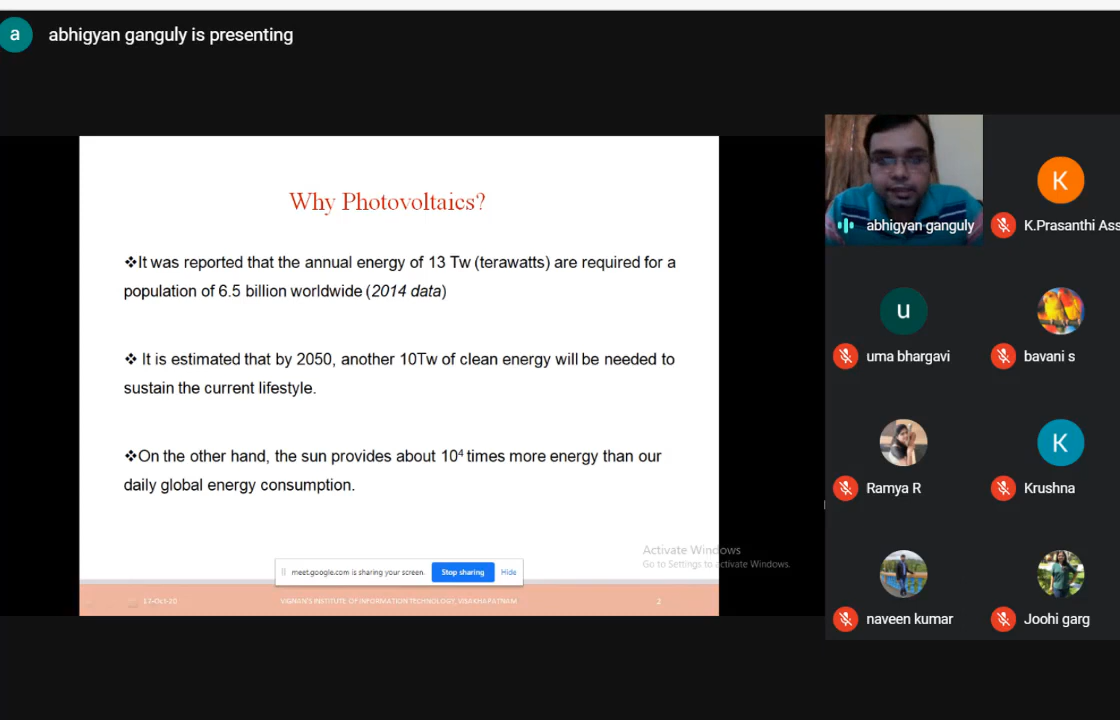 a
abhigyan ganguly is presenting
Why Photovoltaics?
❖It was reported that the annual energy of 13 Tw (terawatts) are required for a
population of 6.5 billion worldwide (2014 data)
❖ It is estimated that by 2050, another 10Tw of clean energy will be needed to
sustain the current lifestyle.
❖On the other hand, the sun provides about 10⁴ times more energy than our
daily global energy consumption.
Activate Windows
Go to Settings to activate Windows.
meet.google.com is sharing your screen.
Stop sharing
Hide
17-Oct-20
VIGNAN'S INSTITUTE OF INFORMATION TECHNOLOGY, VISAKHAPATNAM
2
abhigyan ganguly
K
K.Prasanthi Ass
u
uma bhargavi
bavani s
Ramya R
K
Krushna
naveen kumar
Joohi garg